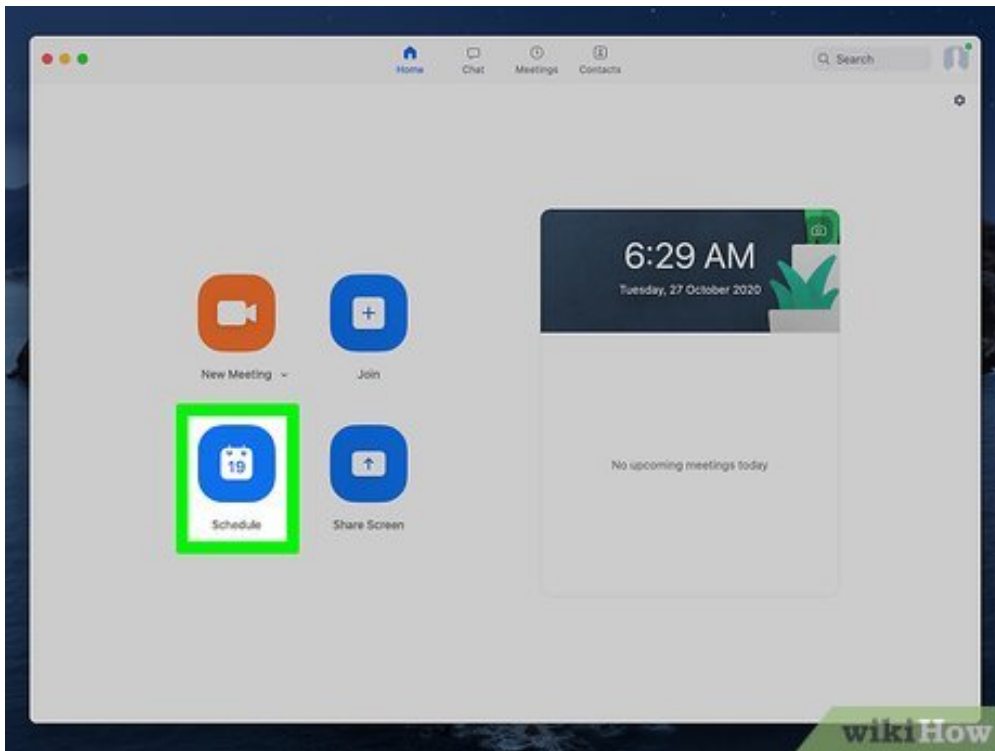 Home Chat Meetings Contacts Search
6:29 AM
Tuesday, 27 October 2020
New Meeting Join
19
Schedule Share Screen
No upcoming meetings today
wikiHow